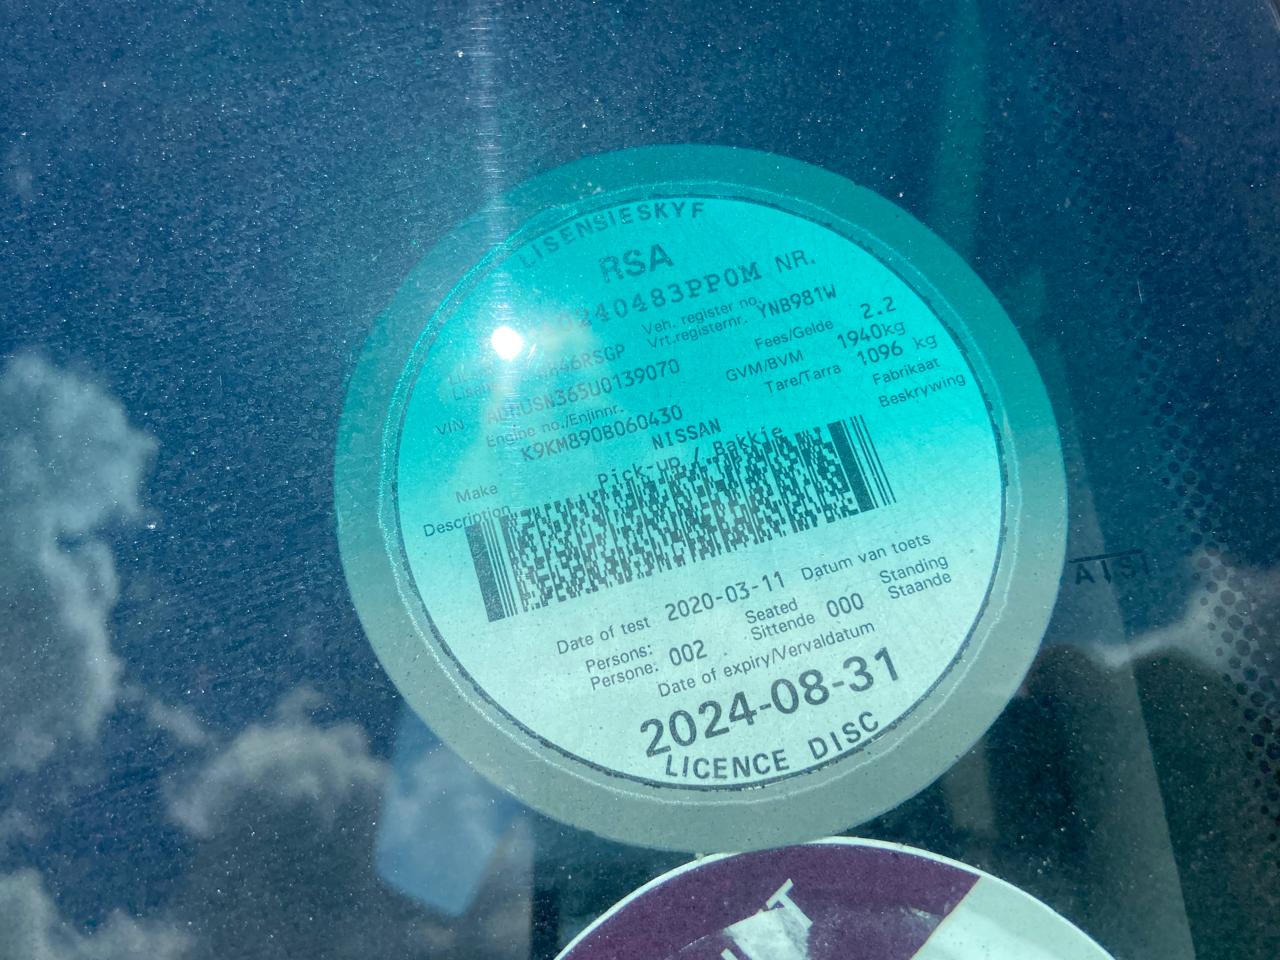 LISENSIESKYF
RSA
0240483PP0M NR.
Veh. register no.
Vrt.registernr. YNB981W
46RSGP
Fees/Gelde 2.2
VIN USN365U0139070
GVM/BVM 1940kg
Engine no./Enjinnr.
Tare/Tarra 1096 kg
K9KM890B060430
Make NISSAN Fabrikaat
Description Pick-up / Bakkie Beskrywing
Date of test 2020-03-11 Datum van toets
Persons: Seated Standing
Persone: 002 Sittende 000 Staande
Date of expiry/Vervaldatum
2024-08-31
LICENCE DISC